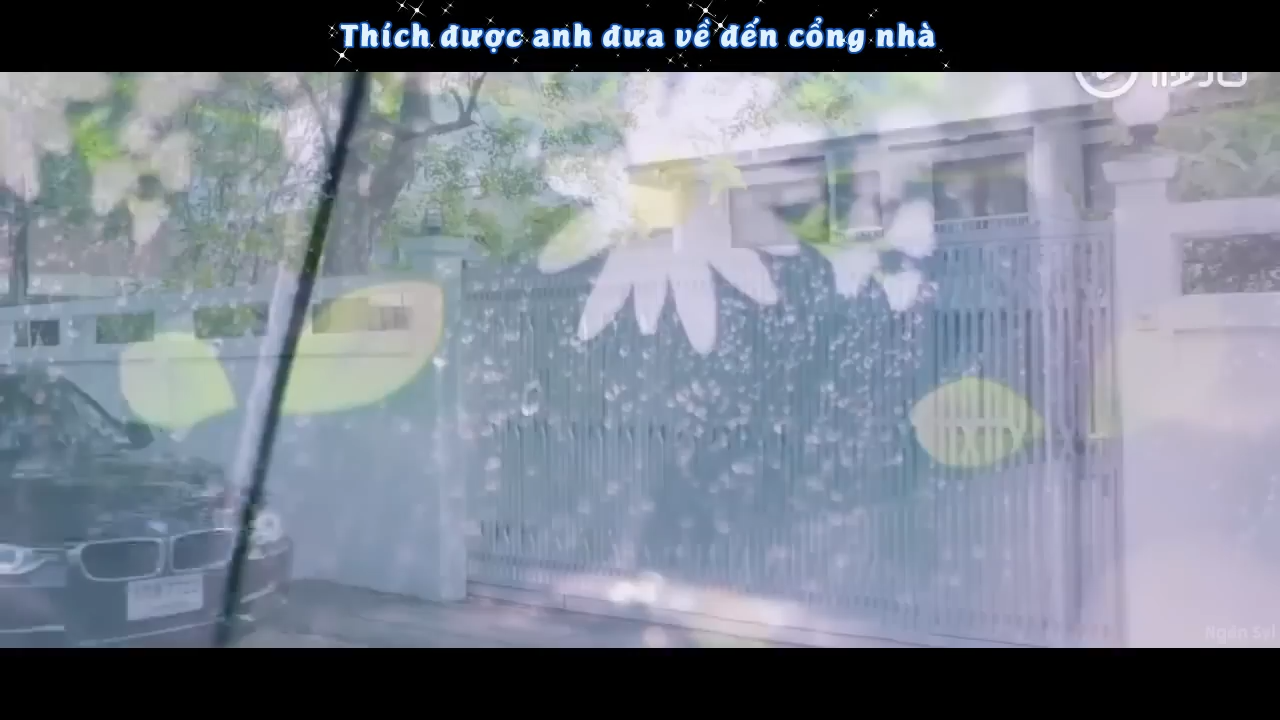 Thích được anh đưa về đến cổng nhà